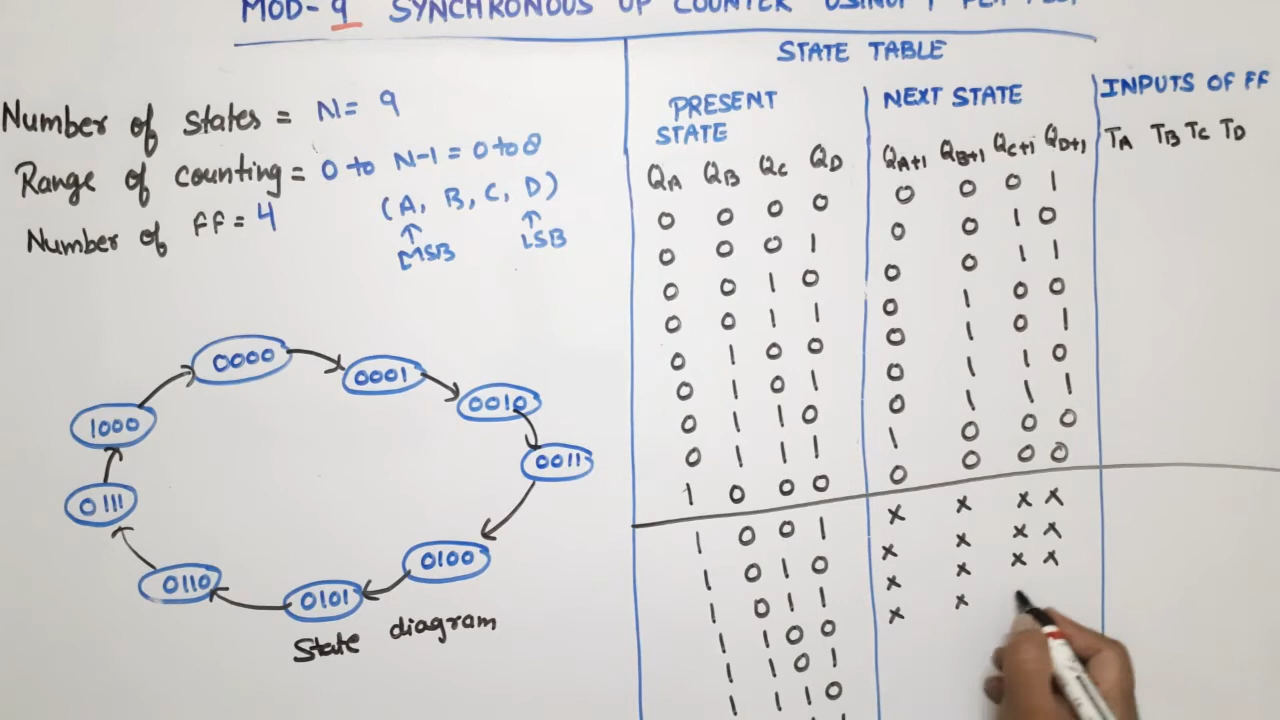 MOD-9 SYNCHRONOUS UP COUNTER USING T FLIP FLOP
Number of states = N = 9
Range of counting = 0 to N-1 = 0 to 8
Number of FF = 4 (A, B, C, D)
↑ ↑
MSB LSB
0000
0001
0010
0011
0100
0101
0110
0111
1000
State diagram
STATE TABLE
PRESENT STATE NEXT STATE INPUTS OF FF
QA QB QC QD QA+1 QB+1 QC+1 QD+1 TA TB TC TD
0 0 0 0 0 0 0 1
0 0 0 1 0 0 1 0
0 0 1 0 0 0 1 1
0 0 1 1 0 1 0 0
0 1 0 0 0 1 0 1
0 1 0 1 0 1 1 0
0 1 1 0 0 1 1 1
0 1 1 1 1 0 0 0
1 0 0 0 0 0 0 0
1 0 0 1 x x x x
1 0 1 0 x x x x
1 0 1 1 x x x x
1 1 0 0 x x
1 1 0 1
1 1 1 0